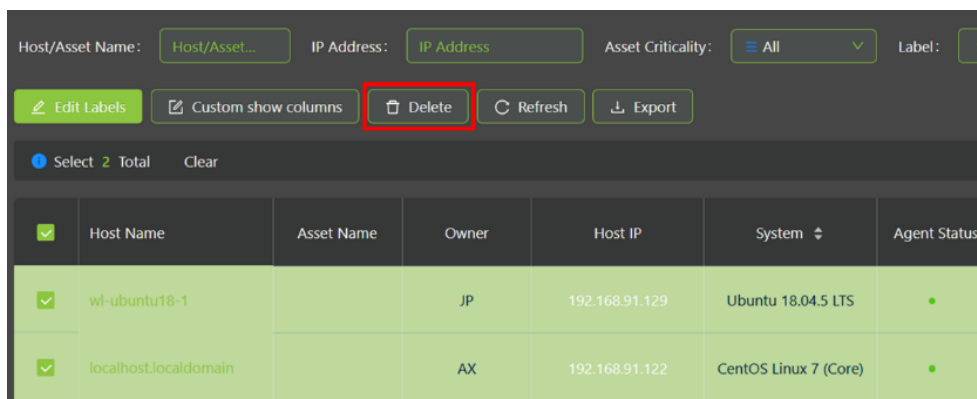 Host/Asset Name: Host/Asset... IP Address: IP Address Asset Criticality: All Label:
Edit Labels Custom show columns Delete Refresh Export
Select 2 Total Clear
Host Name Asset Name Owner Host IP System Agent Status
wl-ubuntu18-1 JP 192.168.91.129 Ubuntu 18.04.5 LTS
localhost.localdomain AX 192.168.91.122 CentOS Linux 7 (Core)